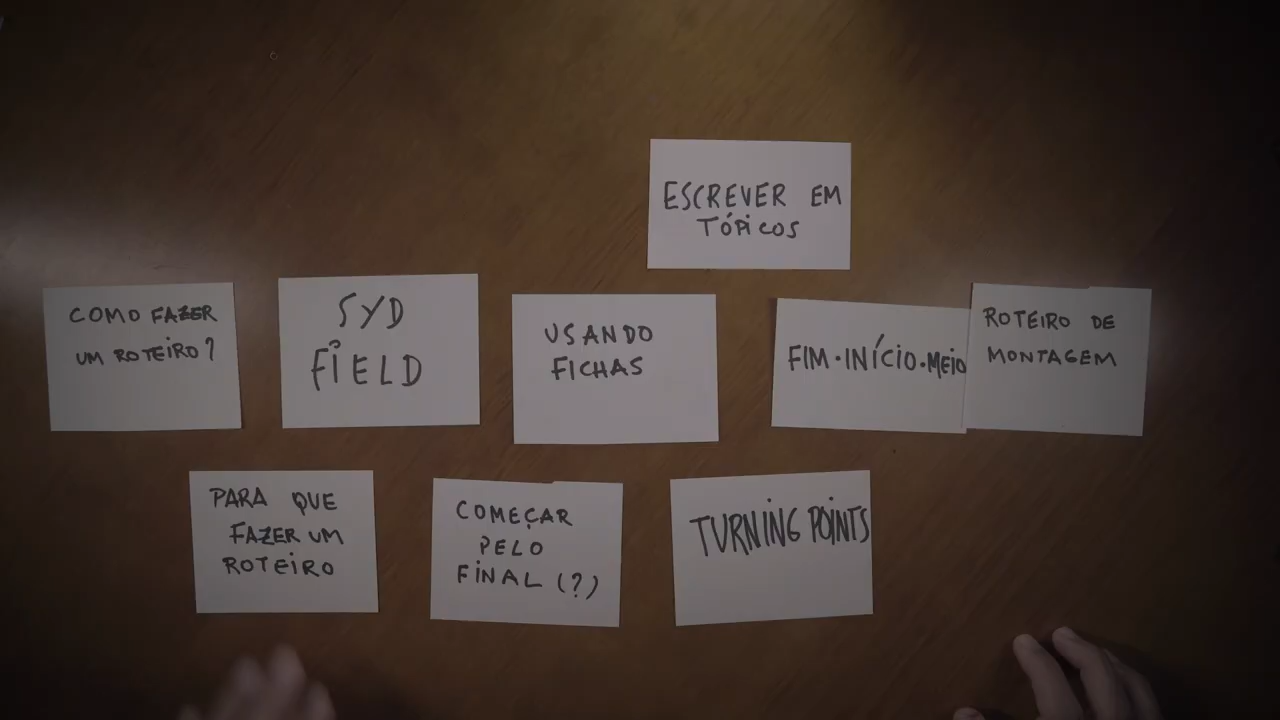 ESCREVER EM
TÓPICOS
COMO FAZER
UM ROTEIRO?
SYD
FIELD
USANDO
FICHAS
FIM·INÍCIO·MEIO
ROTEIRO DE
MONTAGEM
PARA QUE
FAZER UM
ROTEIRO
COMEÇAR
PELO
FINAL (?)
TURNING POINTS